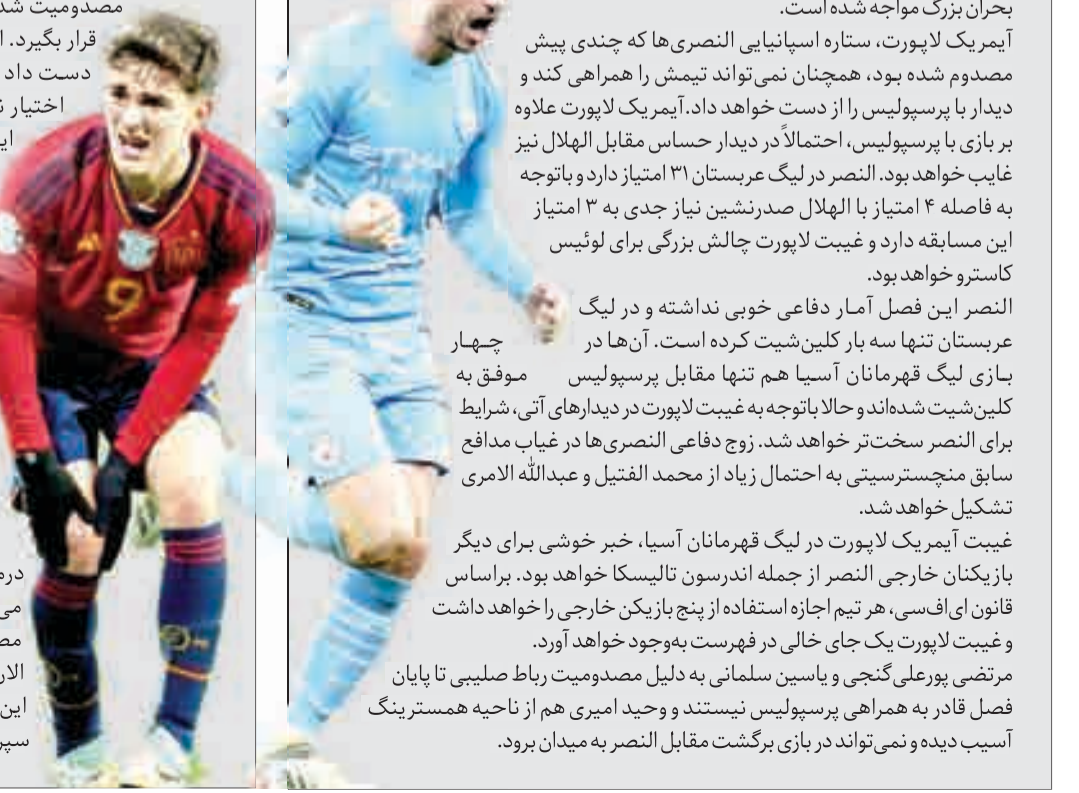 بحران بزرگ مواجه شده است.
آیمریک لاپورت، ستاره اسپانیایی النصری‌ها که چندی پیش
مصدوم شده بود، همچنان نمی‌تواند تیمش را همراهی کند و
دیدار با پرسپولیس را از دست خواهد داد.آیمریک لاپورت علاوه
بر بازی با پرسپولیس، احتمالاً در دیدار حساس مقابل الهلال نیز
غایب خواهد بود. النصر در لیگ عربستان ۳۱ امتیاز دارد و باتوجه
به فاصله ۴ امتیاز با الهلال صدرنشین نیاز جدی به ۳ امتیاز
این مسابقه دارد و غیبت لاپورت چالش بزرگی برای لوئیس
کاسترو خواهد بود.
النصر این فصل آمار دفاعی خوبی نداشته و در لیگ
عربستان تنها سه بار کلین‌شیت کرده است. آن‌ها در چهار
بازی لیگ قهرمانان آسیا هم تنها مقابل پرسپولیس موفق به
کلین‌شیت شده‌اند و حالا باتوجه به غیبت لاپورت در دیدارهای آتی، شرایط
برای النصر سخت‌تر خواهد شد. زوج دفاعی النصری‌ها در غیاب مدافع
سابق منچسترسیتی به احتمال زیاد از محمد الفتیل و عبدالله الامری
تشکیل خواهد شد.
غیبت آیمریک لاپورت در لیگ قهرمانان آسیا، خبر خوشی برای دیگر
بازیکنان خارجی النصر از جمله اندرسون تالیسکا خواهد بود. براساس
قانون ای‌اف‌سی، هر تیم اجازه استفاده از پنج بازیکن خارجی را خواهد داشت
و غیبت لاپورت یک جای خالی در فهرست به‌وجود خواهد آورد.
مرتضی پورعلی‌گنجی و یاسین سلمانی به دلیل مصدومیت رباط صلیبی تا پایان
فصل قادر به همراهی پرسپولیس نیستند و وحید امیری هم از ناحیه همسترینگ
آسیب دیده و نمی‌تواند در بازی برگشت مقابل النصر به میدان برود.
مصدومیت شد
قرار بگیرد. ا
دست داد
اختیار
9
می
این